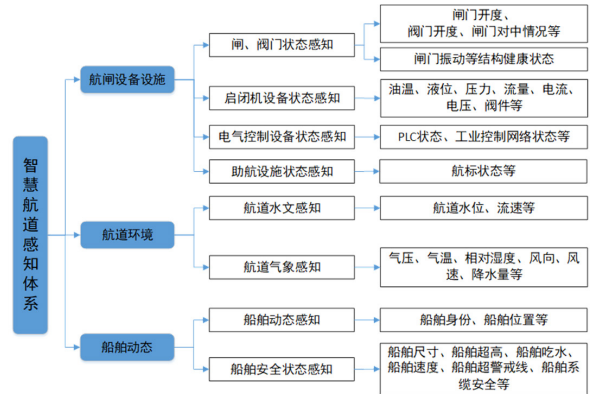 智慧航道感知体系
航闸设备设施
闸、阀门状态感知
闸门开度、
阀门开度、闸门对中情况等
闸门振动等结构健康状态
启闭机设备状态感知
油温、液位、压力、流量、电流、
电压、阀件等
电气控制设备状态感知
PLC状态、工业控制网络状态等
助航设施状态感知
航标状态等
航道环境
航道水文感知
航道水位、流速等
航道气象感知
气压、气温、相对湿度、风向、风
速、降水量等
船舶动态
船舶动态感知
船舶身份、船舶位置等
船舶安全状态感知
船舶尺寸、船舶超高、船舶吃水、
船舶速度、船舶超警戒线、船舶系
缆安全等